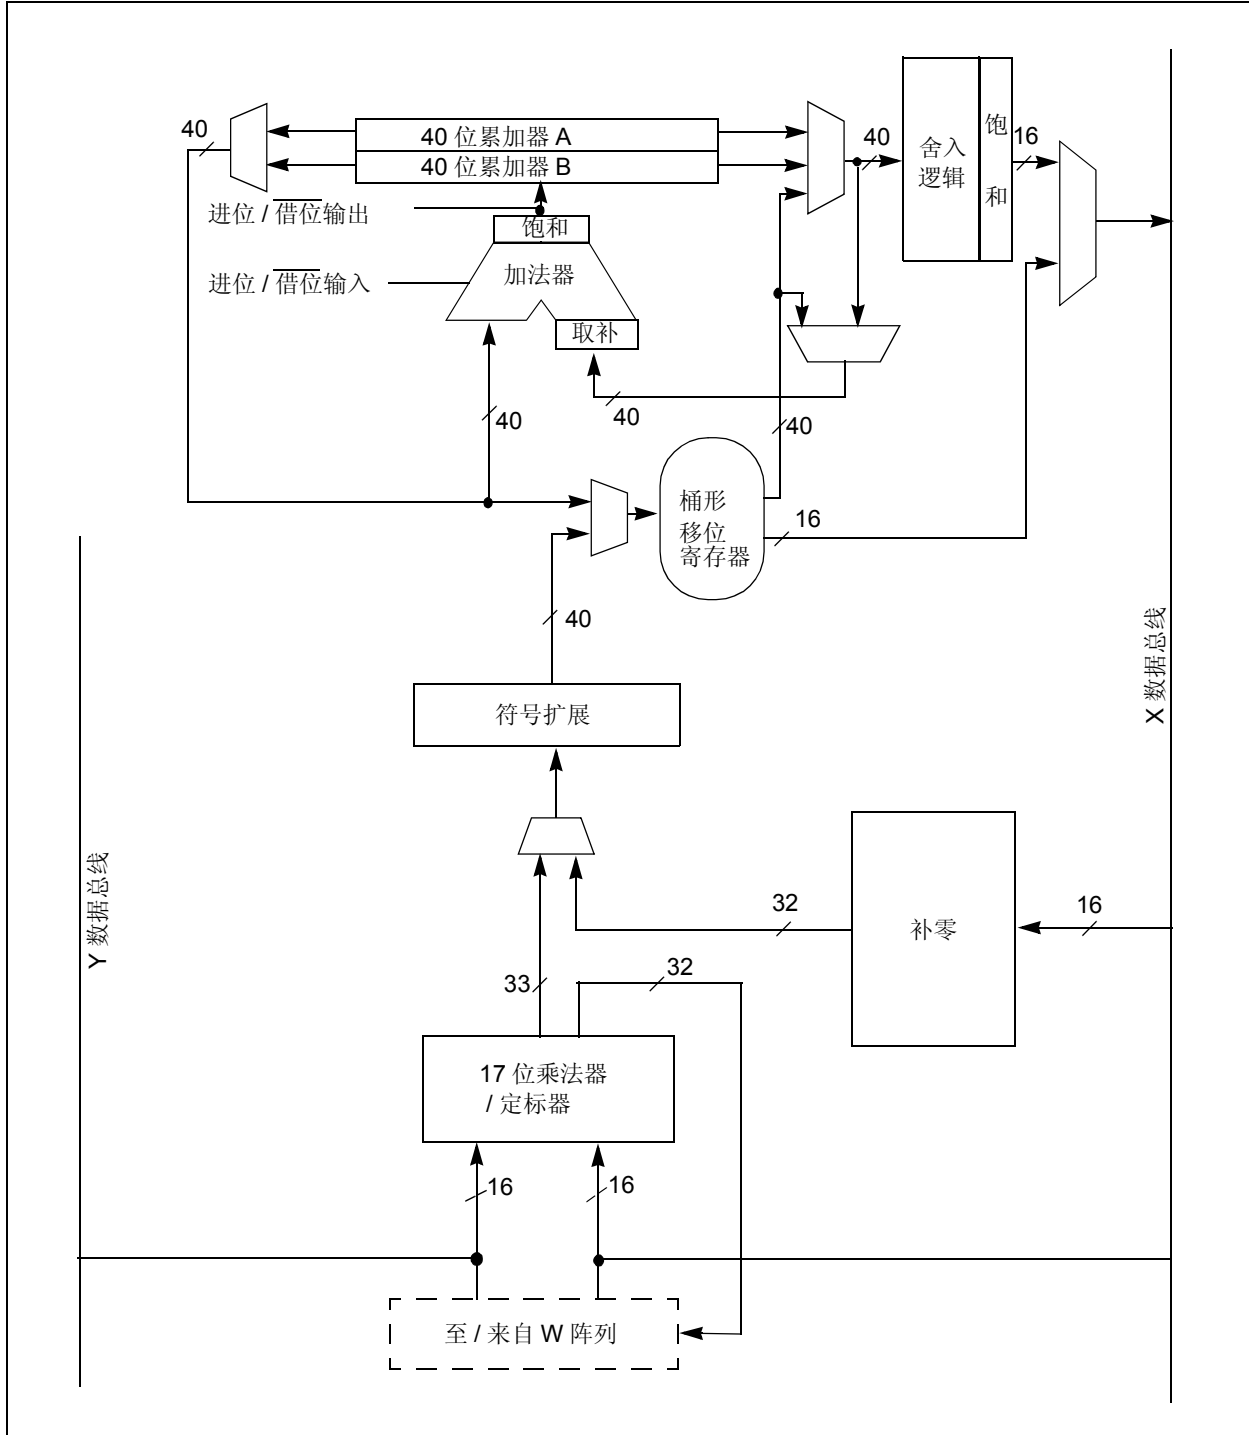 40
40 位累加器 A
40 位累加器 B
40
舍入
逻辑
饱
和
16
进位 / 借位输出
饱和
进位 / 借位输入
加法器
取补
40
40
40
桶形
移位
寄存器
16
40
X 数据总线
符号扩展
Y 数据总线
32
补零
16
33
32
17 位乘法器
/ 定标器
16
16
至 / 来自 W 阵列